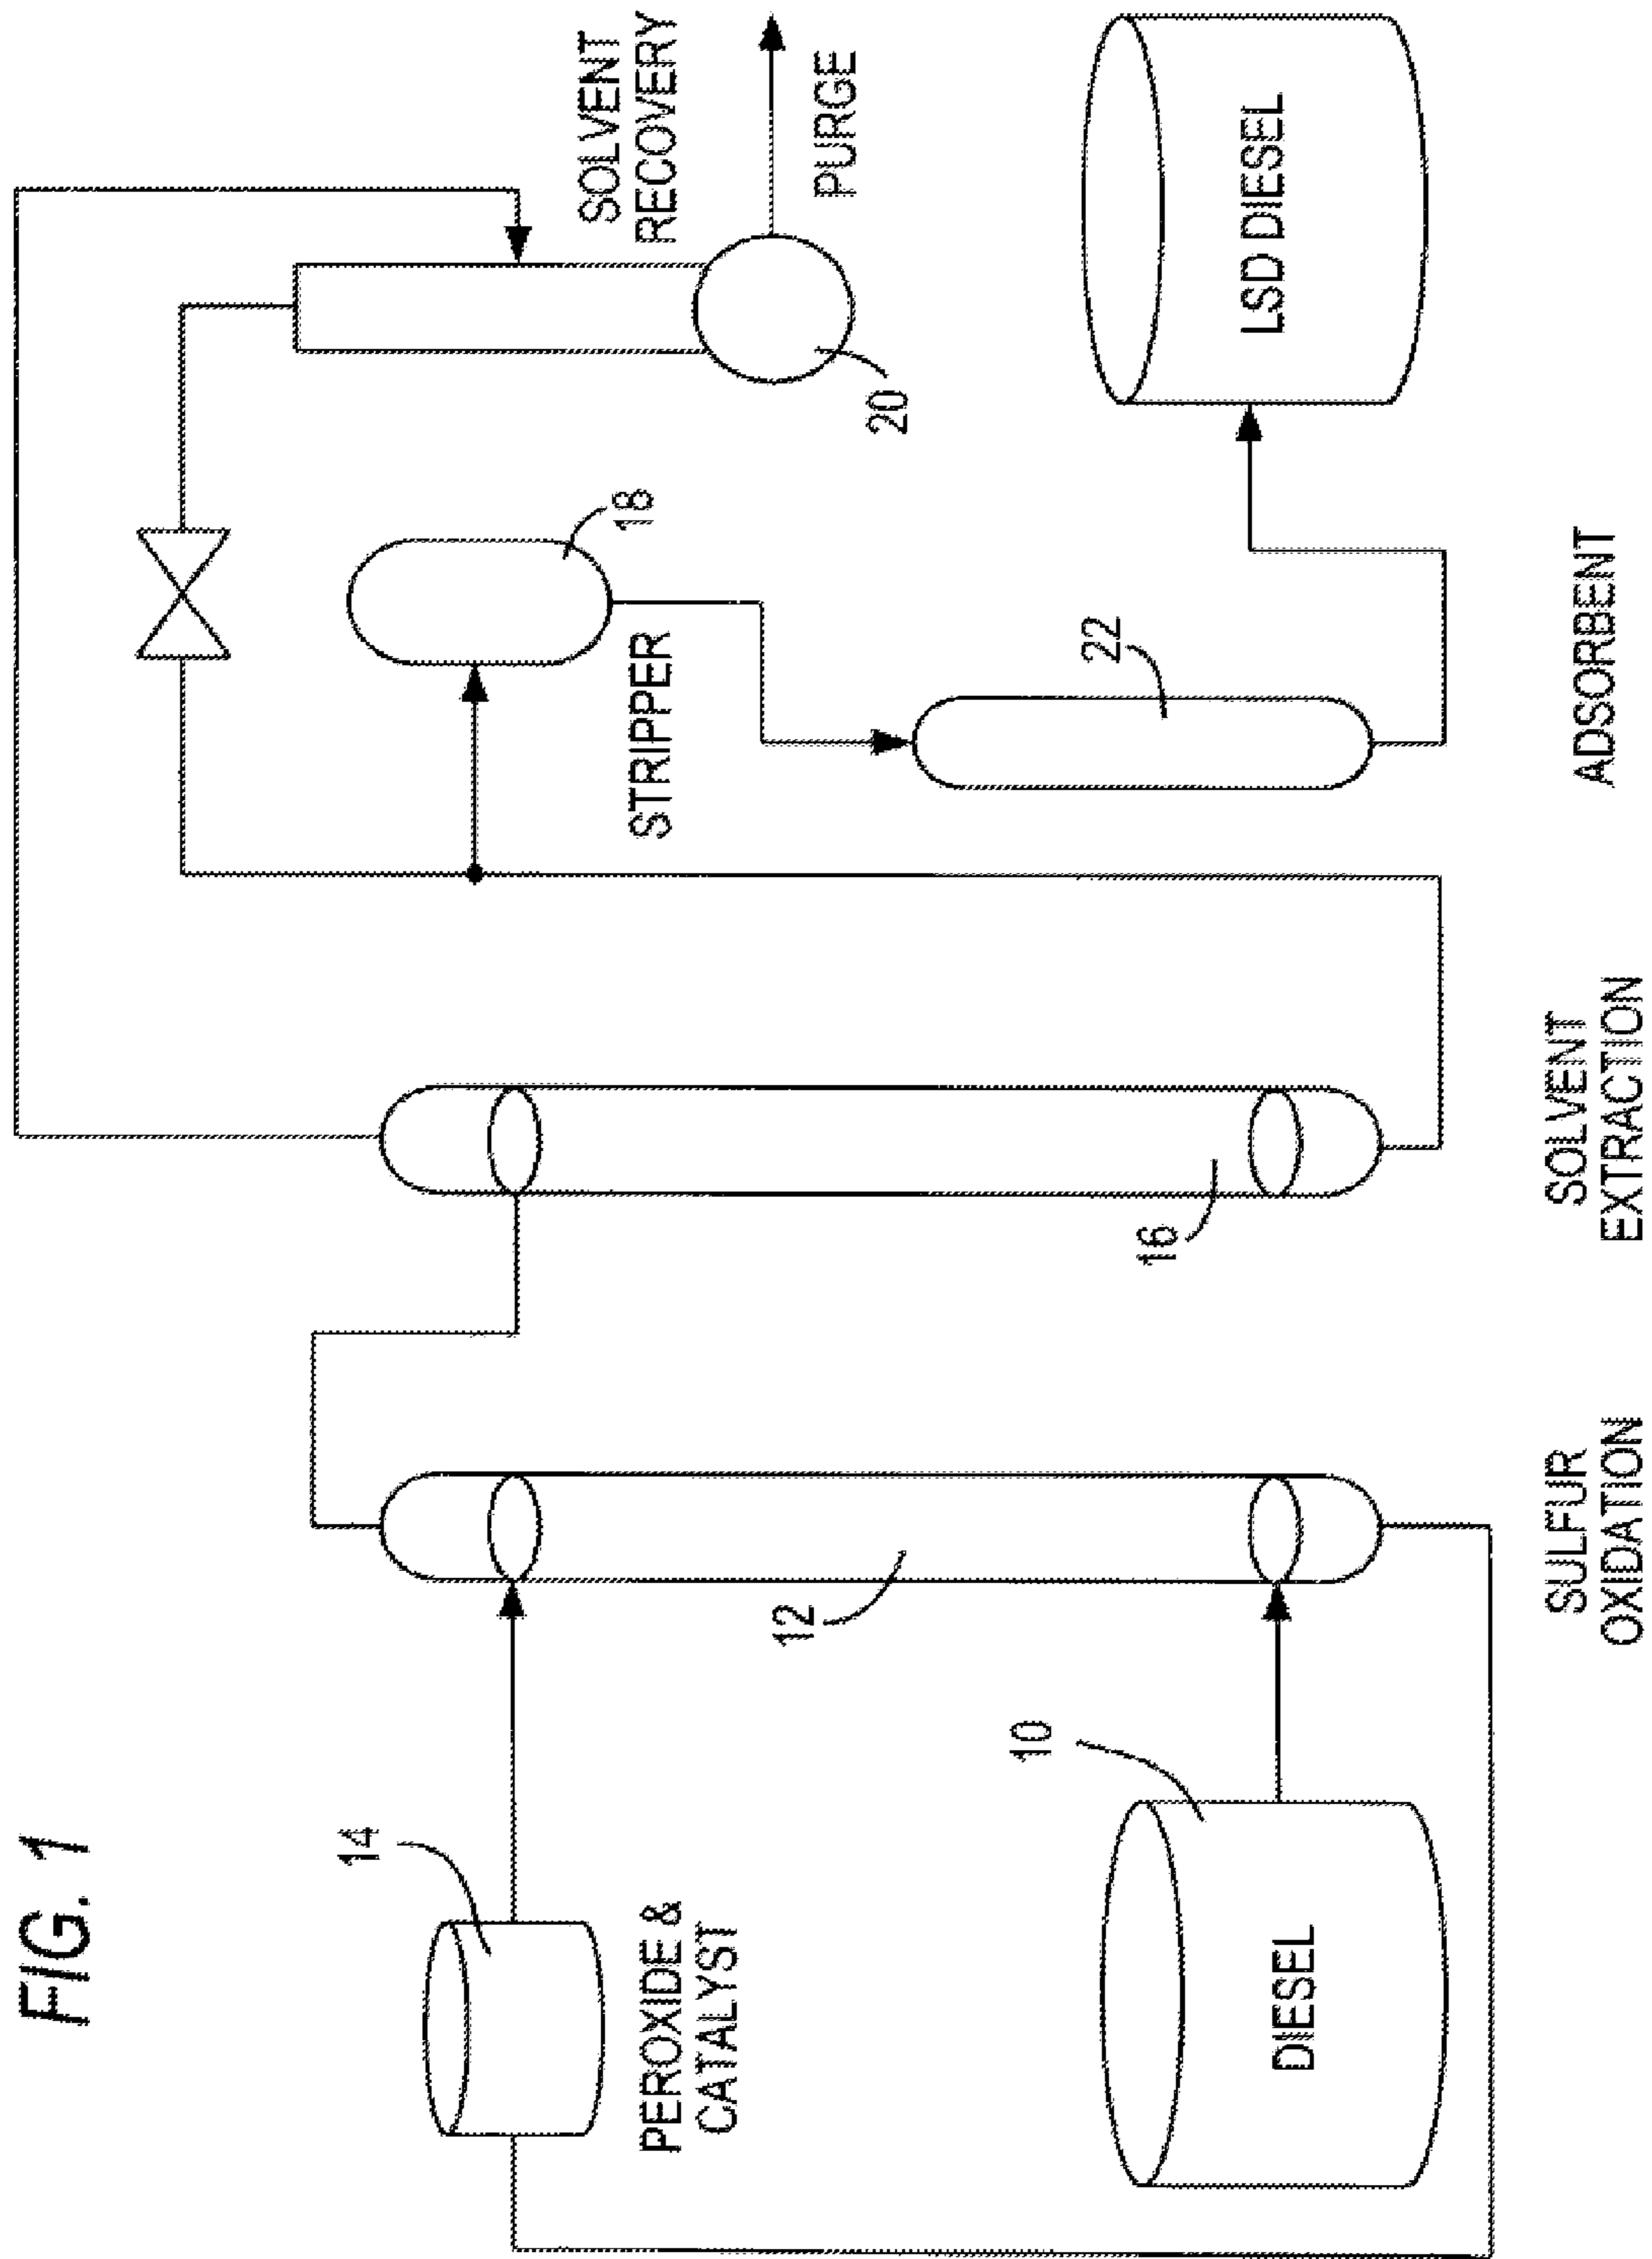 FIG. 1
14
PEROXIDE &
CATALYST
10
DIESEL
12
SULFUR
OXIDATION
16
SOLVENT
EXTRACTION
STRIPPER
18
22
ADSORBENT
20
SOLVENT
RECOVERY
PURGE
LSD DIESEL